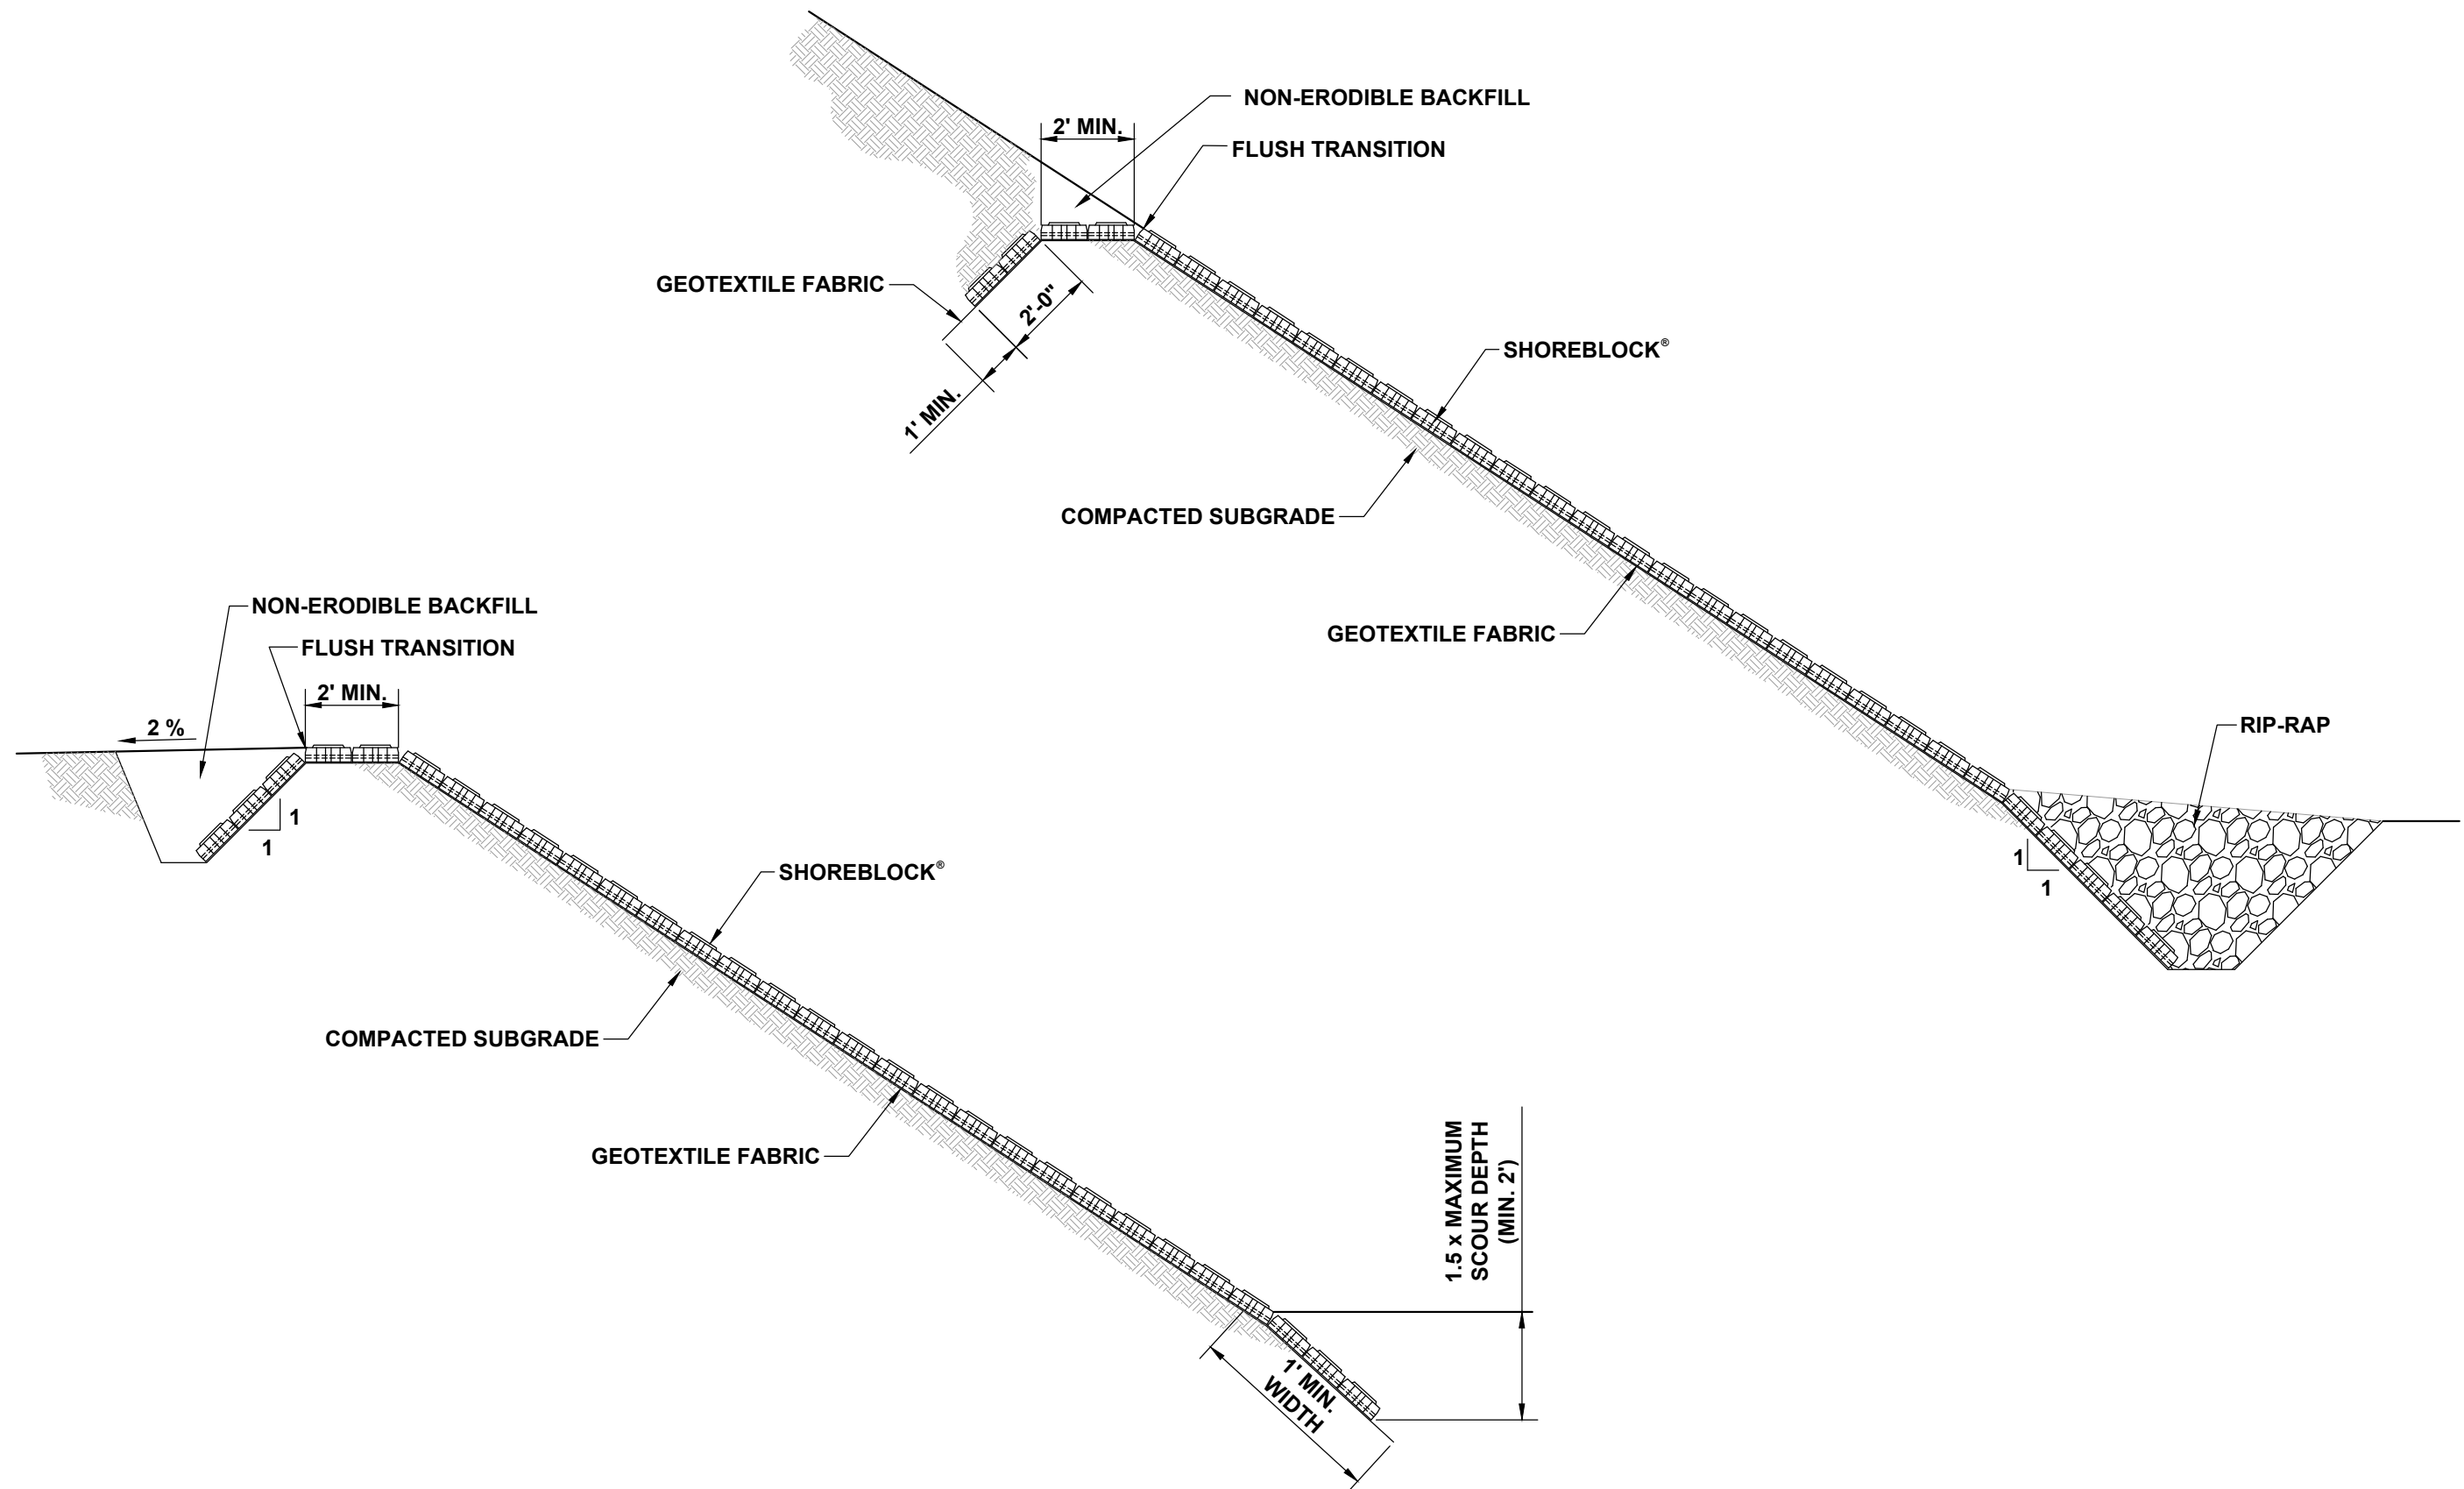 NON-ERODIBLE BACKFILL
2' MIN.
FLUSH TRANSITION
GEOTEXTILE FABRIC
2'-0"
1' MIN.
SHOREBLOCK®
COMPACTED SUBGRADE
GEOTEXTILE FABRIC
RIP-RAP
1
1
NON-ERODIBLE BACKFILL
FLUSH TRANSITION
2' MIN.
2 %
1
1
SHOREBLOCK®
COMPACTED SUBGRADE
GEOTEXTILE FABRIC
1.5 x MAXIMUM
SCOUR DEPTH
(MIN. 2')
1' MIN.
WIDTH